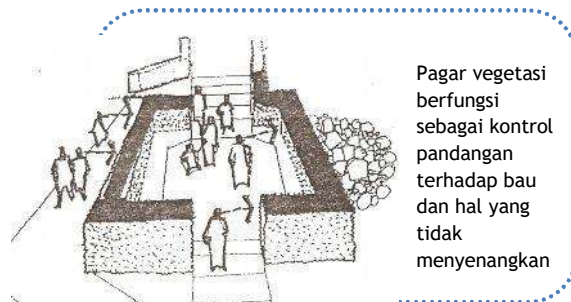 Pagar vegetasi
berfungsi
sebagai kontrol
pandangan
terhadap bau
dan hal yang
tidak
menyenangkan